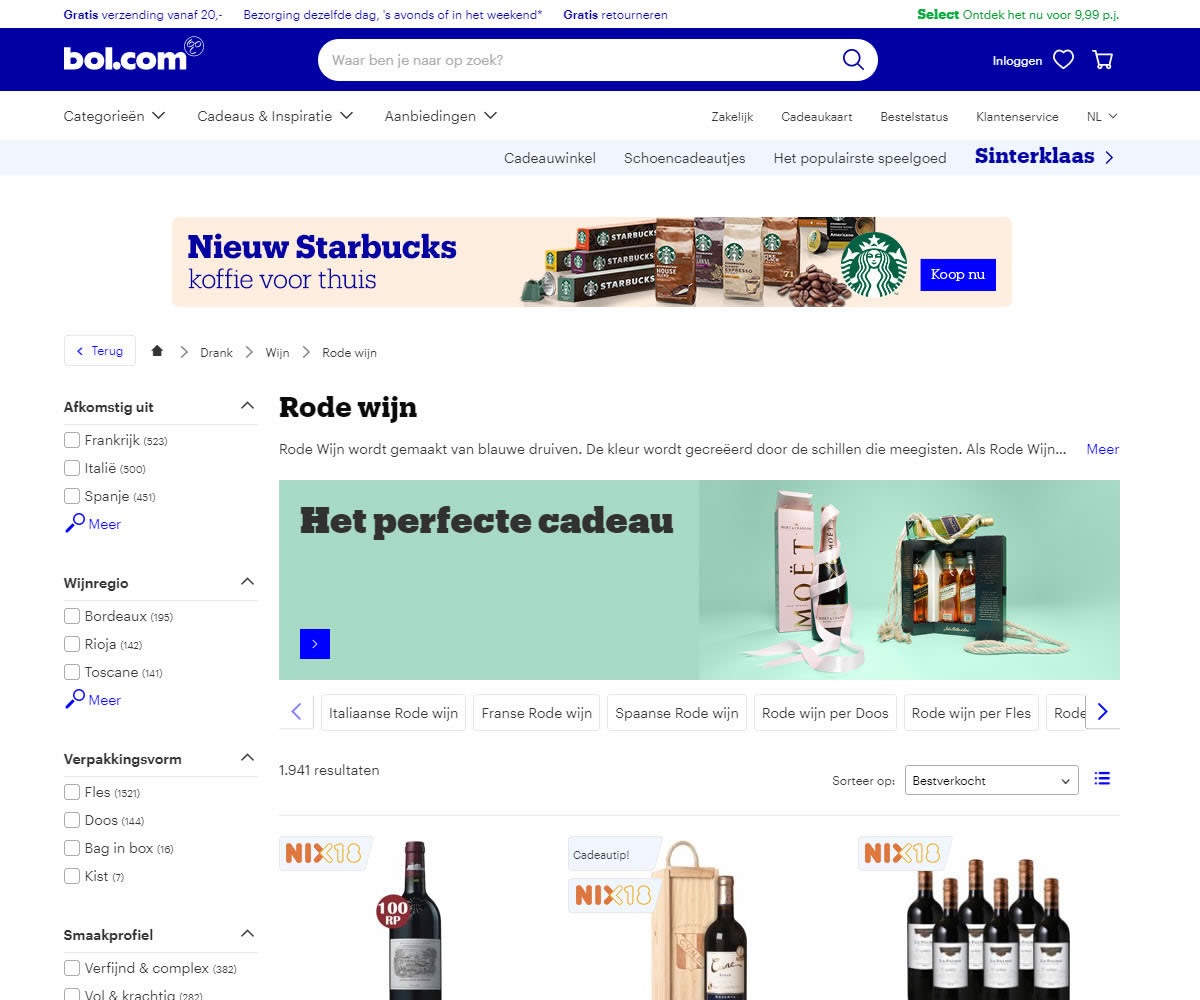 Gratis verzending vanaf 20,- Bezorging dezelfde dag, 's avonds of in het weekend* Gratis retourneren Select Ontdek het nu voor 9,99 p.j.
bol.com Waar ben je naar op zoek? Inloggen
Categorieën Cadeaus & Inspiratie Aanbiedingen Zakelijk Cadeaukaart Bestelstatus Klantenservice NL
Cadeauwinkel Schoencadeautjes Het populairste speelgoed Sinterklaas
Nieuw Starbucks
koffie voor thuis
STARBUCKS
STARBUCKS
STARBUCKS
HOUSE BLEND
ESPRESSO
Americano
Koop nu
Terug Drank Wijn Rode wijn
Afkomstig uit
Frankrijk (523)
Italië (500)
Spanje (451)
Meer
Wijnregio
Bordeaux (195)
Rioja (142)
Toscane (141)
Meer
Verpakkingsvorm
Fles (1521)
Doos (144)
Bag in box (16)
Kist (7)
Smaakprofiel
Verfijnd & complex (382)
Vol & krachtig (282)
Rode wijn
Rode Wijn wordt gemaakt van blauwe druiven. De kleur wordt gecreëerd door de schillen die meegisten. Als Rode Wijn... Meer
Het perfecte cadeau
MOËT
MOËT
Italiaanse Rode wijn Franse Rode wijn Spaanse Rode wijn Rode wijn per Doos Rode wijn per Fles Rode
1.941 resultaten
Sorteer op: Bestverkocht
NIX18
100
RP
Cadeautip!
NIX18
Cune
NIX18